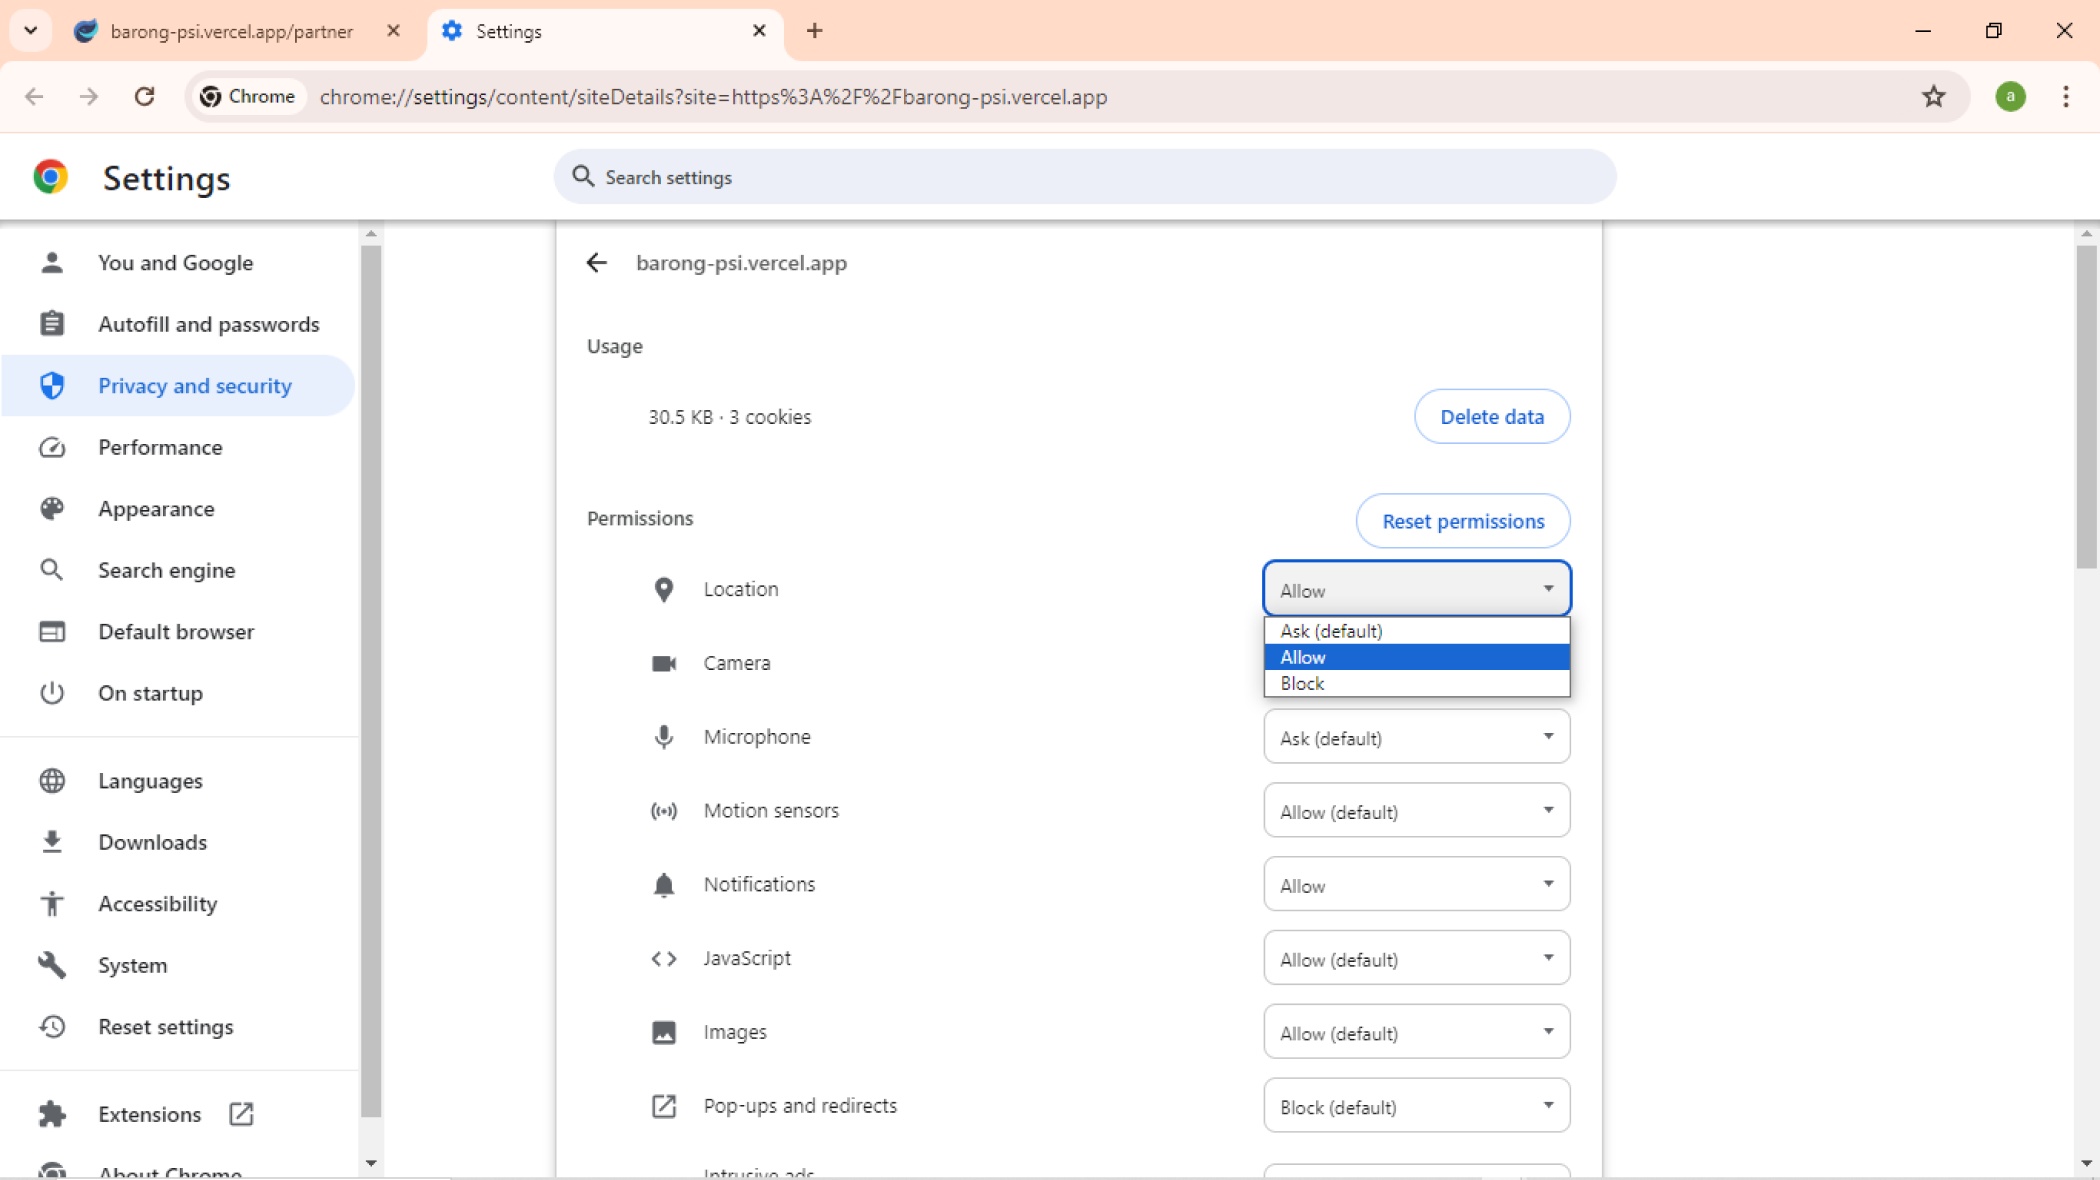 barong-psi.vercel.app/partner
Settings
Chrome
chrome://settings/content/siteDetails?site=https%3A%2F%2Fbarong-psi.vercel.app
a
Settings
Search settings
You and Google
Autofill and passwords
Privacy and security
Performance
Appearance
Search engine
Default browser
On startup
Languages
Downloads
Accessibility
System
Reset settings
Extensions
About Chrome
barong-psi.vercel.app
Usage
30.5 KB · 3 cookies
Delete data
Permissions
Reset permissions
Location
Allow
Ask (default)
Allow
Block
Camera
Microphone
Ask (default)
Motion sensors
Allow (default)
Notifications
Allow
JavaScript
Allow (default)
Images
Allow (default)
Pop-ups and redirects
Block (default)
Intrusive ads